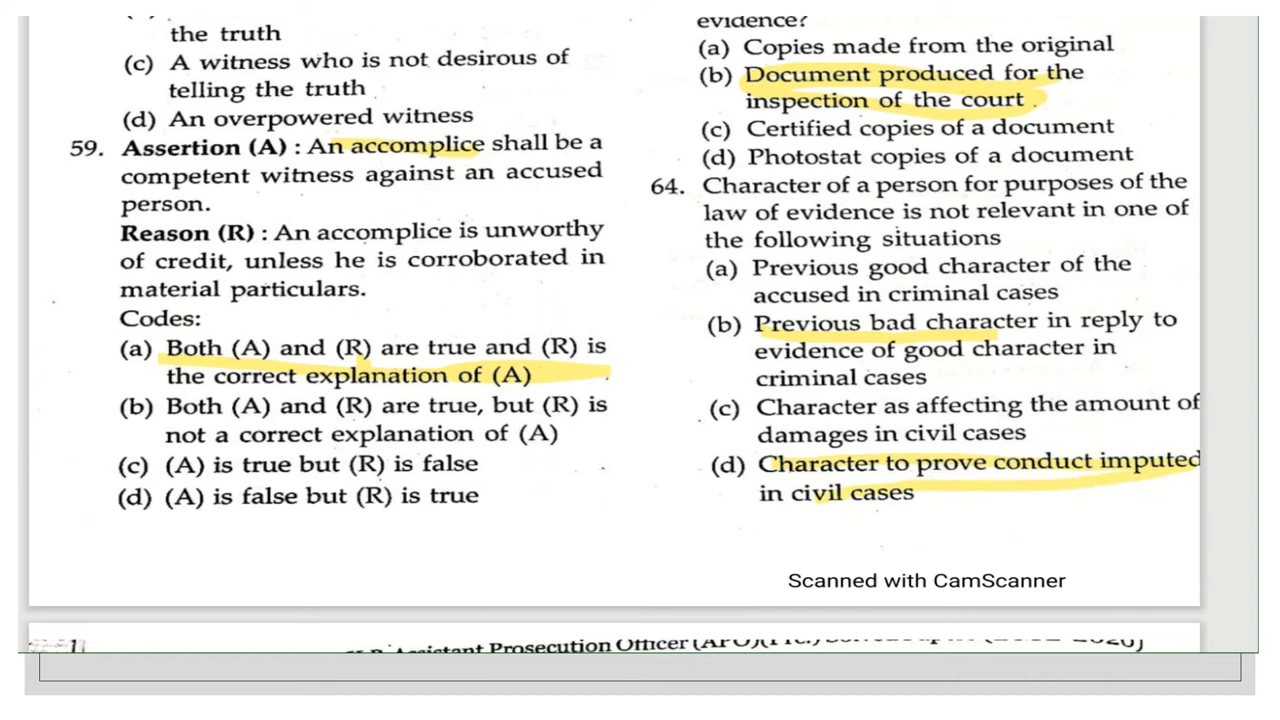 the truth
(c) A witness who is not desirous of
telling the truth
(d) An overpowered witness
59. Assertion (A) : An accomplice shall be a
competent witness against an accused
person.
Reason (R) : An accomplice is unworthy
of credit, unless he is corroborated in
material particulars.
Codes:
(a) Both (A) and (R) are true and (R) is
the correct explanation of (A)
(b) Both (A) and (R) are true, but (R) is
not a correct explanation of (A)
(c) (A) is true but (R) is false
(d) (A) is false but (R) is true
evidence?
(a) Copies made from the original
(b) Document produced for the
inspection of the court
(c) Certified copies of a document
(d) Photostat copies of a document
64. Character of a person for purposes of the
law of evidence is not relevant in one of
the following situations
(a) Previous good character of the
accused in criminal cases
(b) Previous bad character in reply to
evidence of good character in
criminal cases
(c) Character as affecting the amount of
damages in civil cases
(d) Character to prove conduct imputed
in civil cases
Scanned with CamScanner
Assistant Prosecution Officer (APO)